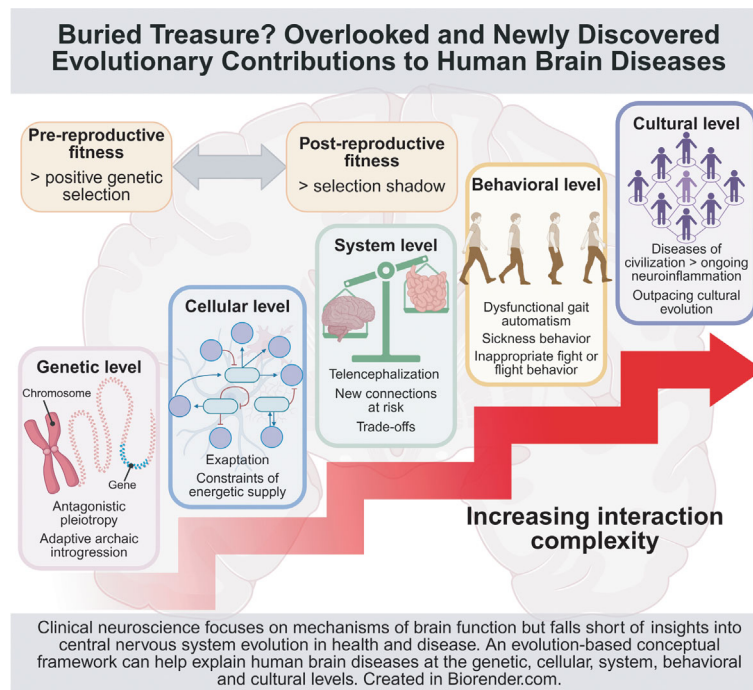 Buried Treasure? Overlooked and Newly Discovered
Evolutionary Contributions to Human Brain Diseases
Pre-reproductive
fitness
> positive genetic
selection
Post-reproductive
fitness
> selection shadow
Genetic level
Chromosome
Gene
Antagonistic
pleiotropy
Adaptive archaic
introgression
Cellular level
Exaptation
Constraints of
energetic supply
System level
Telencephalization
New connections
at risk
Trade-offs
Behavioral level
Dysfunctional gait
automatism
Sickness behavior
Inappropriate fight or
flight behavior
Cultural level
Diseases of
civilization > ongoing
neuroinflammation
Outpacing cultural
evolution
Increasing interaction
complexity
Clinical neuroscience focuses on mechanisms of brain function but falls short of insights into
central nervous system evolution in health and disease. An evolution-based conceptual
framework can help explain human brain diseases at the genetic, cellular, system, behavioral
and cultural levels. Created in Biorender.com.